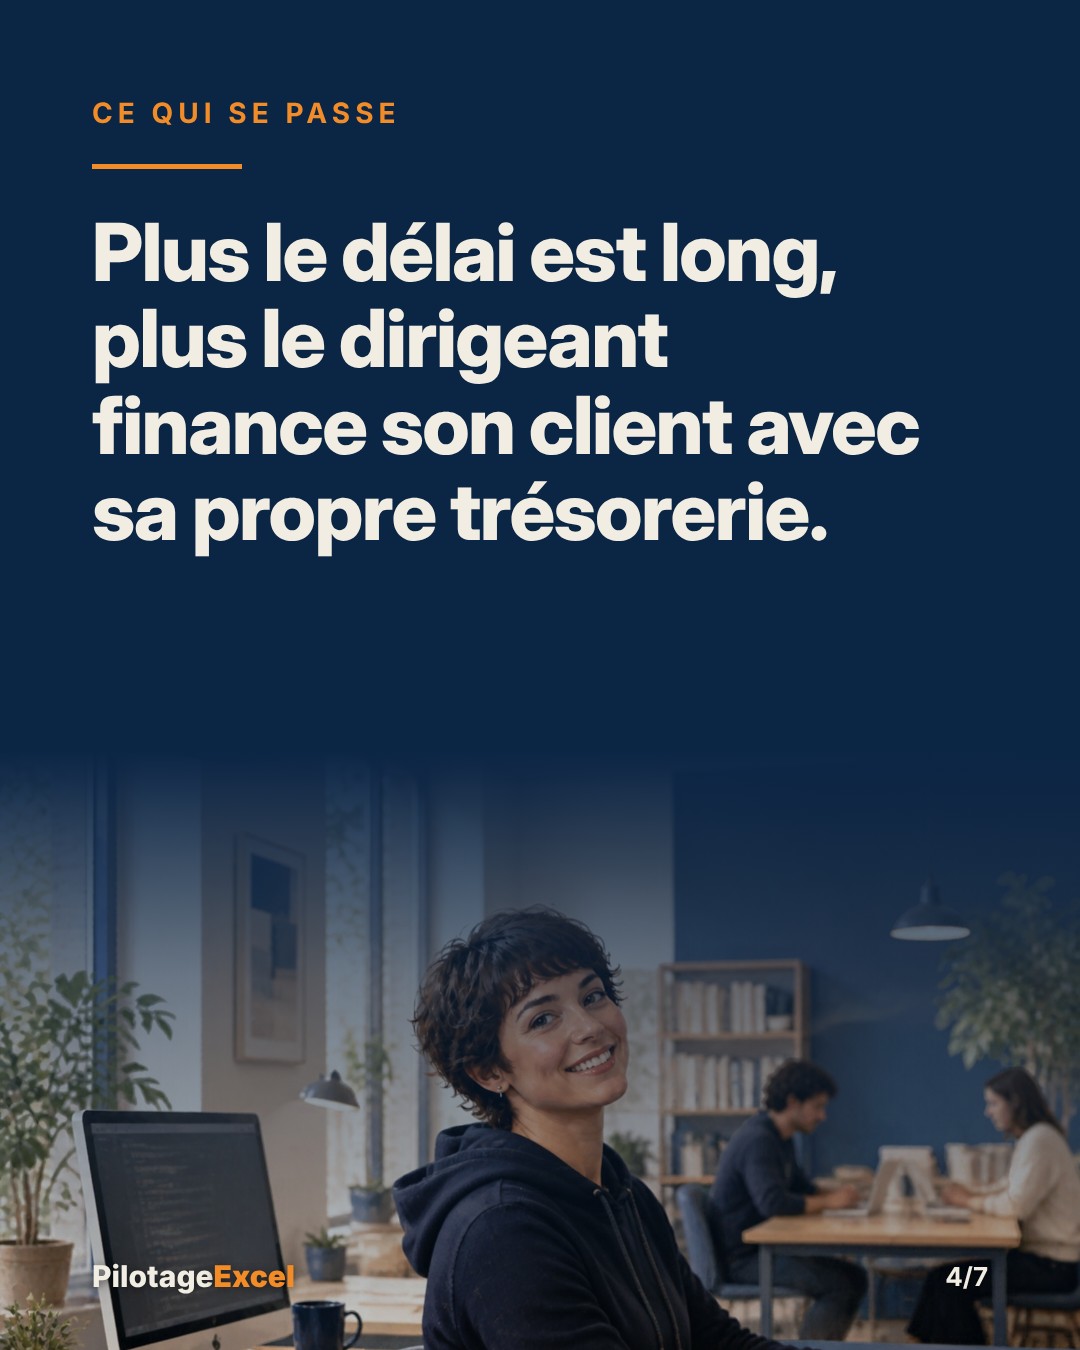 CE QUI SE PASSE
Plus le délai est long,
plus le dirigeant
finance son client avec
sa propre trésorerie.
PilotageExcel
4/7